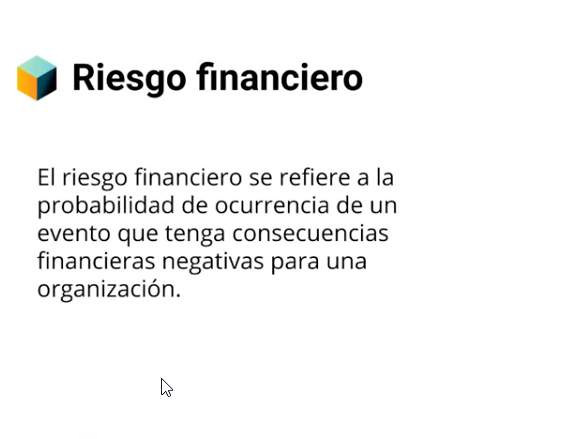 Riesgo financiero
El riesgo financiero se refiere a la
probabilidad de ocurrencia de un
evento que tenga consecuencias
financieras negativas para una
organización.